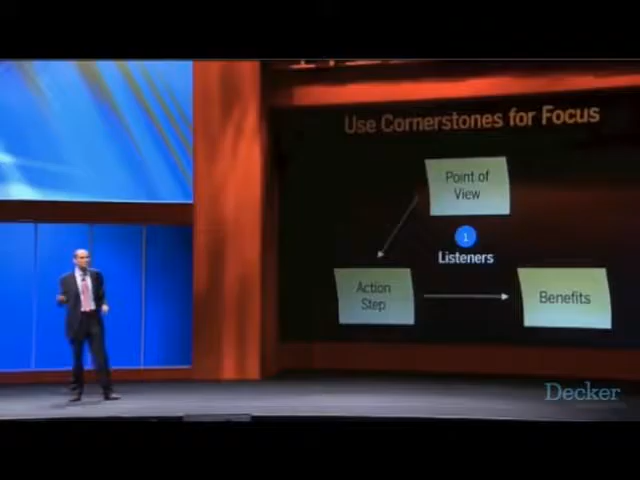 Use Cornerstones for Focus
Point of
View
1
Listeners
Action
Step
Benefits
Decker